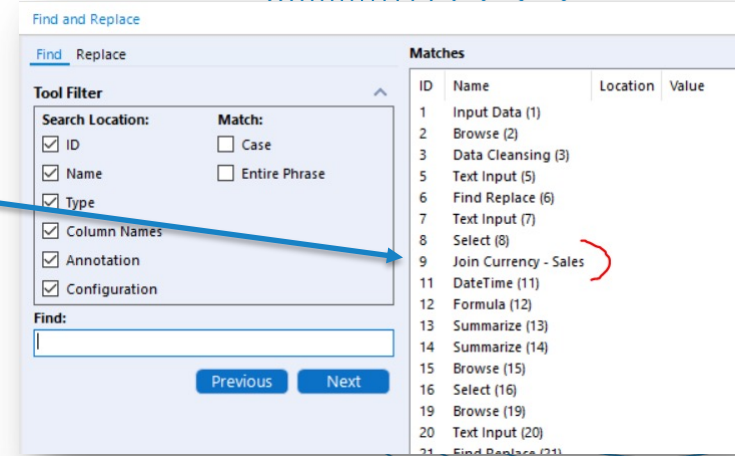 Find and Replace
Find Replace
Tool Filter
Search Location: Match:
ID Case
Name Entire Phrase
Type
Column Names
Annotation
Configuration
Find:
Previous Next
Matches
ID Name Location Value
1 Input Data (1)
2 Browse (2)
3 Data Cleansing (3)
5 Text Input (5)
6 Find Replace (6)
7 Text Input (7)
8 Select (8)
9 Join Currency - Sales
11 DateTime (11)
12 Formula (12)
13 Summarize (13)
14 Summarize (14)
15 Browse (15)
16 Select (16)
19 Browse (19)
20 Text Input (20)
21 Find Replace (21)